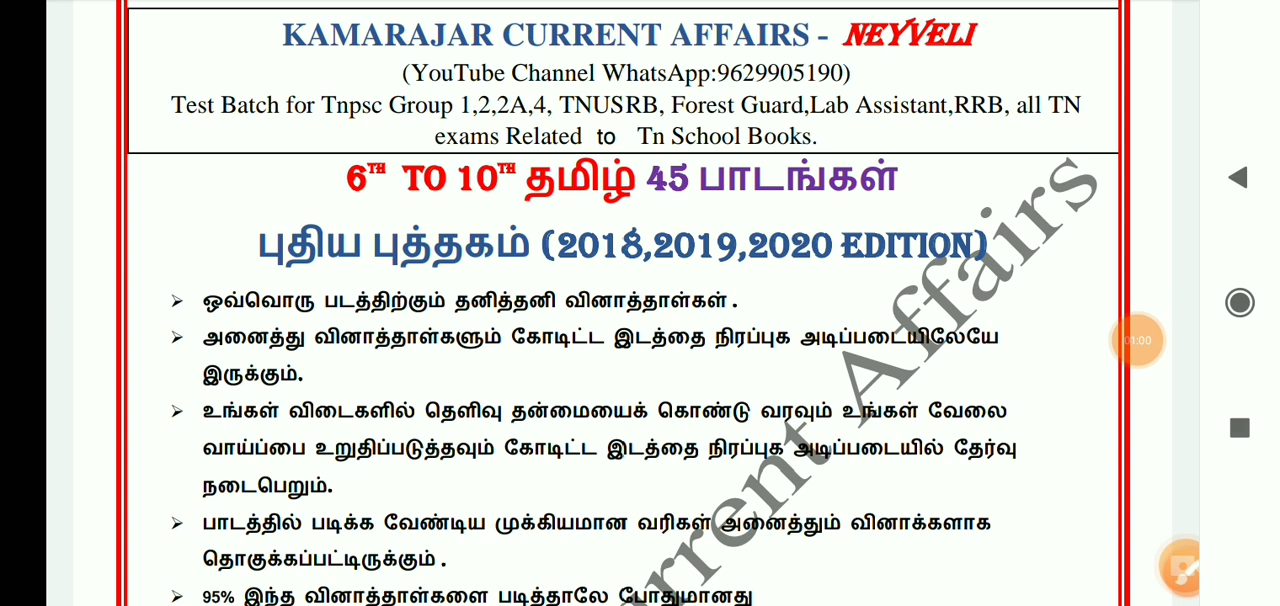 KAMARAJAR CURRENT AFFAIRS - NEYVELI
(YouTube Channel WhatsApp:9629905190)
Test Batch for Tnpsc Group 1,2,2A,4, TNUSRB, Forest Guard,Lab Assistant,RRB, all TN
exams Related to Tn School Books.
6TH TO 10TH தமிழ் 45 பாடங்கள்
புதிய புத்தகம் (2018,2019,2020 EDITION)
➢ ஒவ்வொரு படத்திற்கும் தனித்தனி வினாத்தாள்கள் .
➢ அனைத்து வினாத்தாள்களும் கோடிட்ட இடத்தை நிரப்புக அடிப்படையிலேயே
இருக்கும்.
➢ உங்கள் விடைகளில் தெளிவு தன்மையைக் கொண்டு வரவும் உங்கள் வேலை
வாய்ப்பை உறுதிப்படுத்தவும் கோடிட்ட இடத்தை நிரப்புக அடிப்படையில் தேர்வு
நடைபெறும்.
➢ பாடத்தில் படிக்க வேண்டிய முக்கியமான வரிகள் அனைத்தும் வினாக்களாக
தொகுக்கப்பட்டிருக்கும் .
➢ 95% இந்த வினாத்தாள்களை படித்தாலே போதுமானது
urrent Affairs
01:00